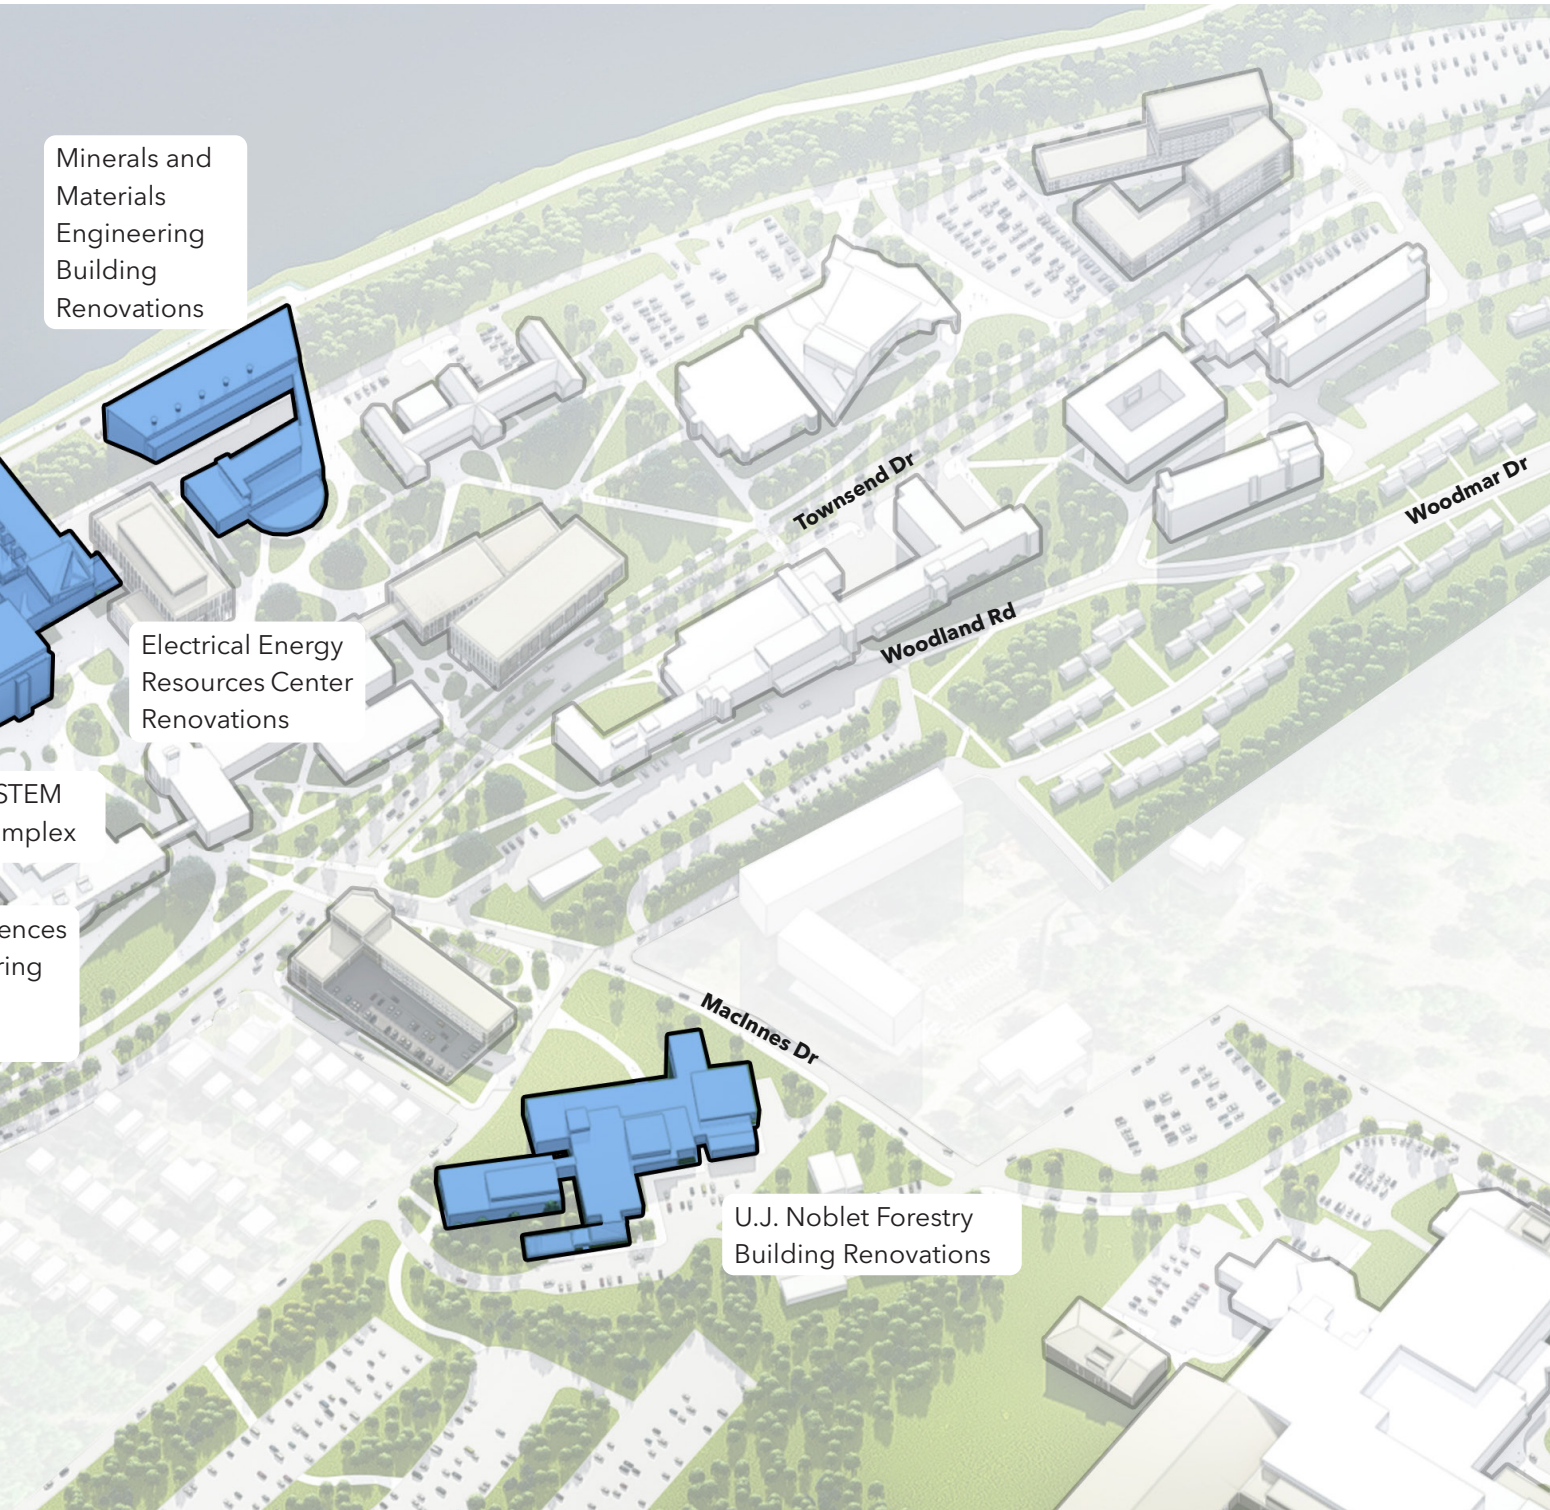 Minerals and
Materials
Engineering
Building
Renovations
Townsend Dr
Woodmar Dr
Woodland Rd
Electrical Energy
Resources Center
Renovations
STEM
mplex
ences
ring
MacInnes Dr
U.J. Noblet Forestry
Building Renovations